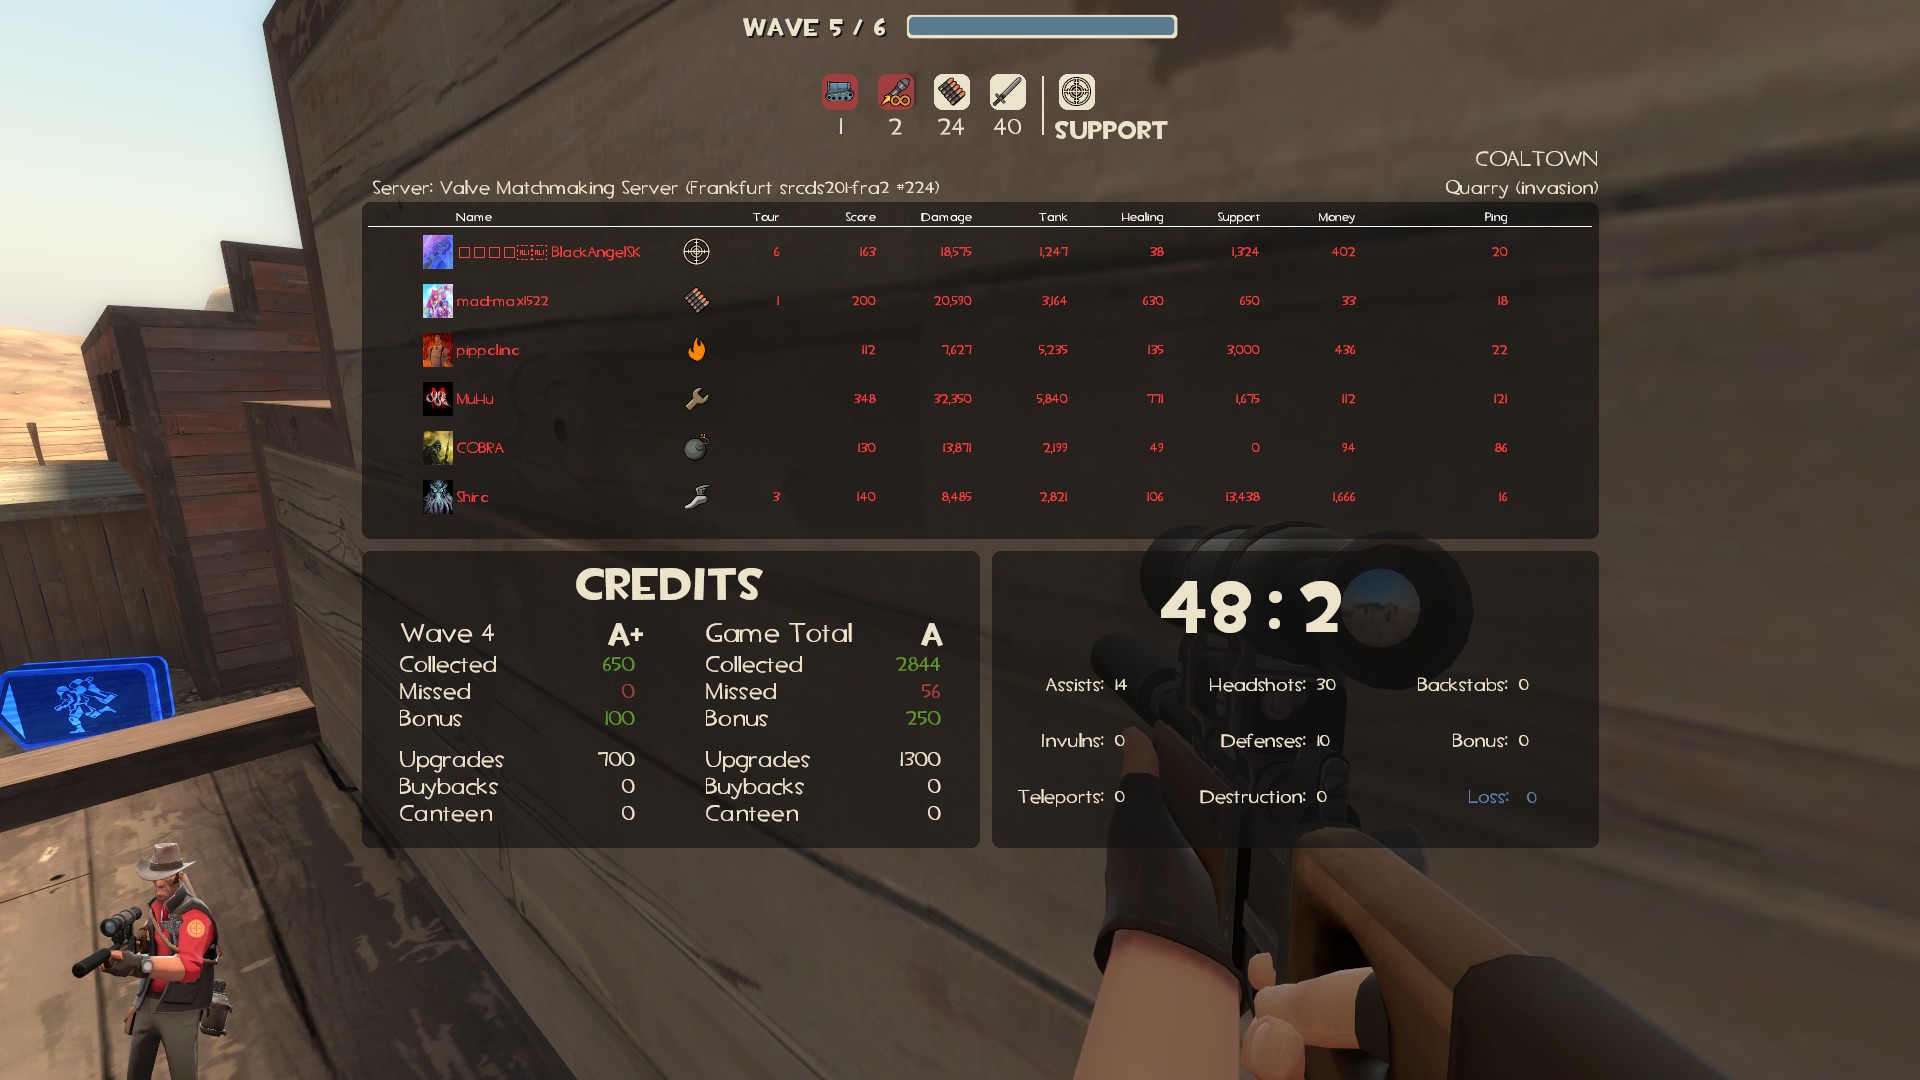 WAVE 5 / 6
1 2 24 40 SUPPORT
COALTOWN
Server: Valve Matchmaking Server (Frankfurt srcds201-fra2 #224) Quarry (invasion)
Name Tour Score Damage Tank Healing Support Money Ping
BlackAngelSK 6 163 18,575 1,247 38 1,324 402 20
mad-max1522 1 200 20,590 3,164 630 650 33 18
112 7,627 5,235 135 3,000 436 22
MuHu 348 32,350 5,840 771 1,675 112 121
COBRA 130 13,871 2,199 49 0 94 86
3 140 8,485 2,821 106 13,438 1,666 16
CREDITS
Wave 4 A+ Game Total A
Collected 650 Collected 2844
Missed 0 Missed 56
Bonus 100 Bonus 250
Upgrades 700 Upgrades 1300
Buybacks 0 Buybacks 0
Canteen 0 Canteen 0
48 : 2
Assists: 14 Headshots: 30 Backstabs: 0
Invulns: 0 Defenses: 10 Bonus: 0
Teleports: 0 Destruction: 0 Loss: 0